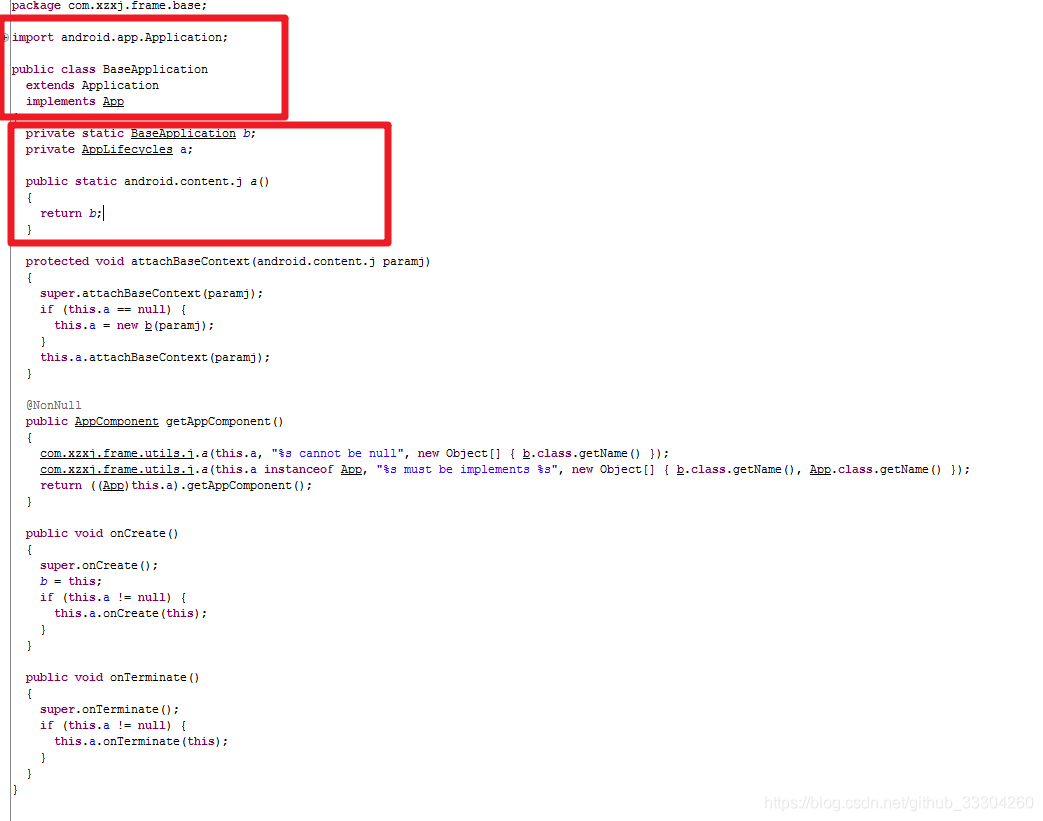 package com.xzxj.frame.base;
import android.app.Application;
public class BaseApplication
extends Application
implements App
private static BaseApplication b;
private AppLifecycles a;
public static android.content.j a()
{
return b;
}
protected void attachBaseContext(android.content.j paramj)
{
super.attachBaseContext(paramj);
if (this.a == null) {
this.a = new b(paramj);
}
this.a.attachBaseContext(paramj);
}
@NonNull
public AppComponent getAppComponent()
{
com.xzxj.frame.utils.j.a(this.a, "%s cannot be null", new Object[] { b.class.getName() });
com.xzxj.frame.utils.j.a(this.a instanceof App, "%s must be implements %s", new Object[] { b.class.getName(), App.class.getName() });
return ((App)this.a).getAppComponent();
}
public void onCreate()
{
super.onCreate();
b = this;
if (this.a != null) {
this.a.onCreate(this);
}
}
public void onTerminate()
{
super.onTerminate();
if (this.a != null) {
this.a.onTerminate(this);
}
}
}
https://blog.csdn.net/github_33304260